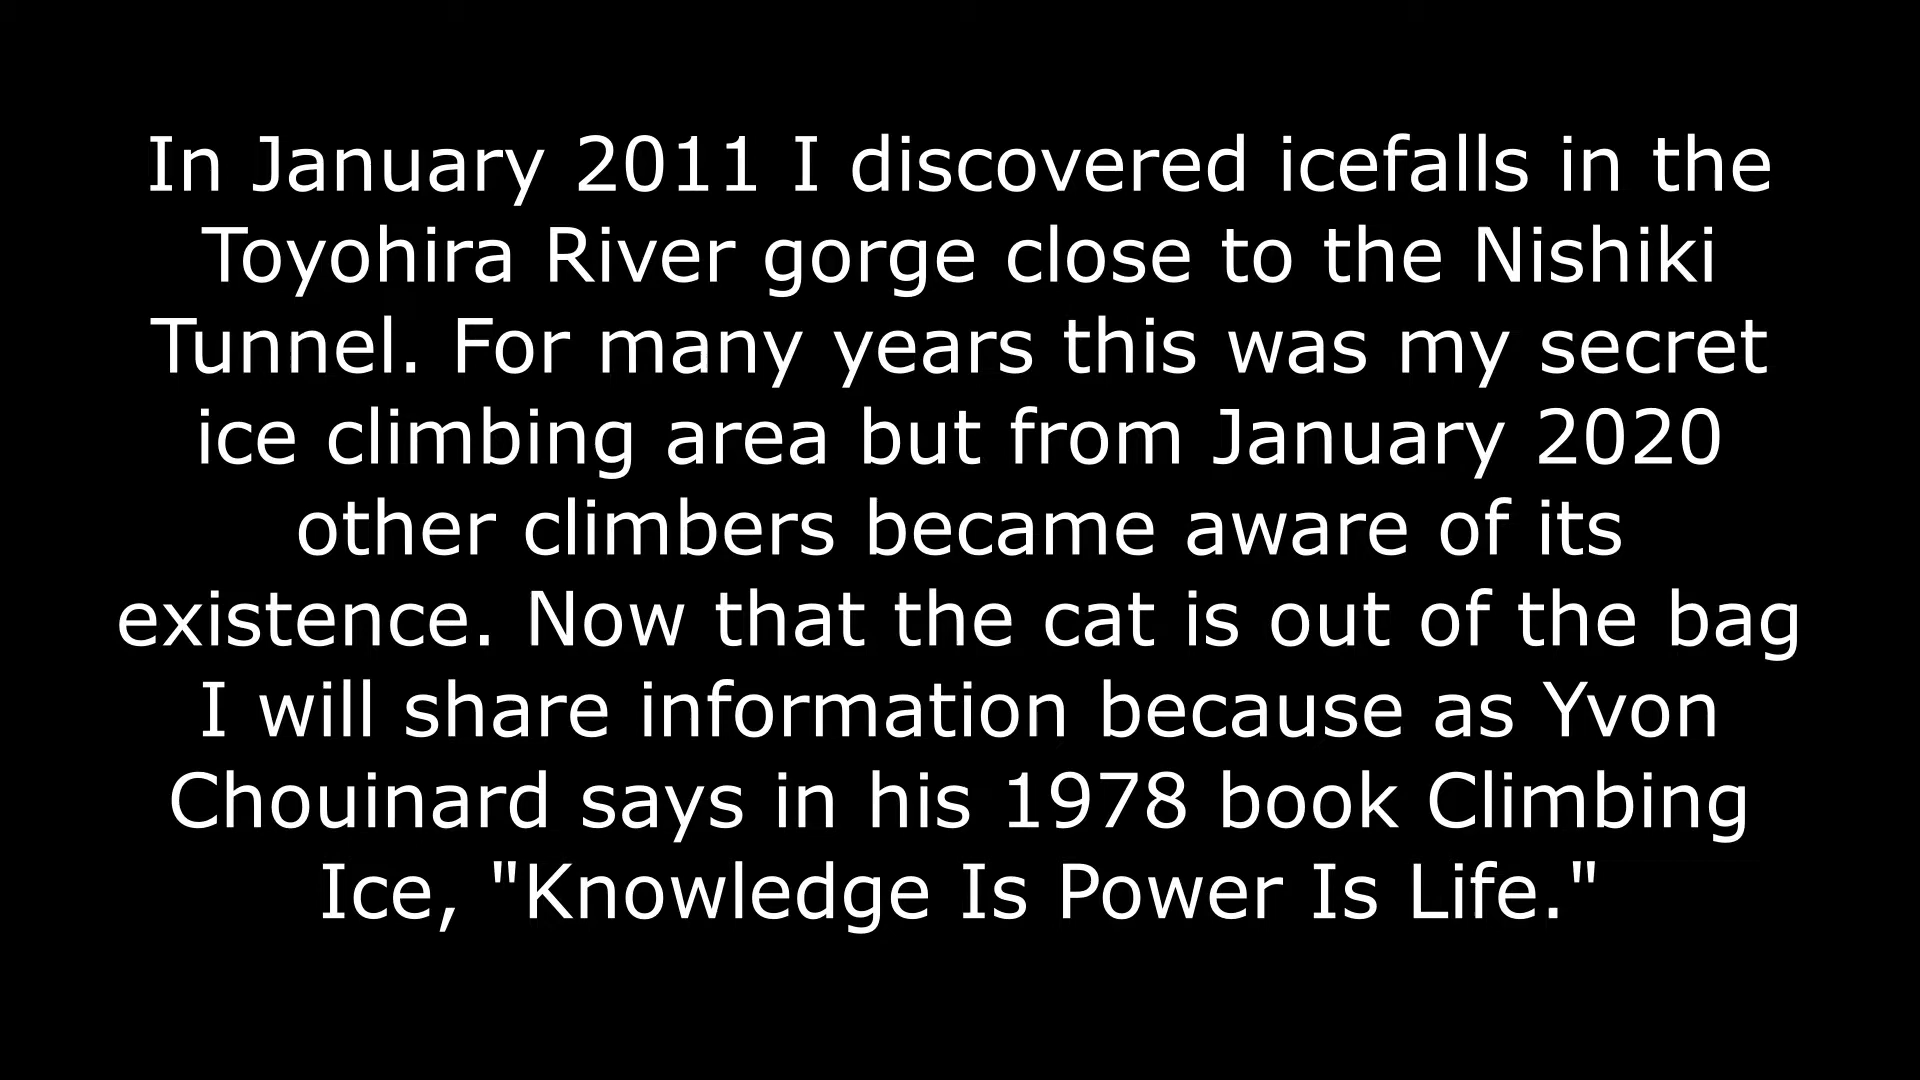 In January 2011 I discovered icefalls in the
Toyohira River gorge close to the Nishiki
Tunnel. For many years this was my secret
ice climbing area but from January 2020
other climbers became aware of its
existence. Now that the cat is out of the bag
I will share information because as Yvon
Chouinard says in his 1978 book Climbing
Ice, "Knowledge Is Power Is Life."